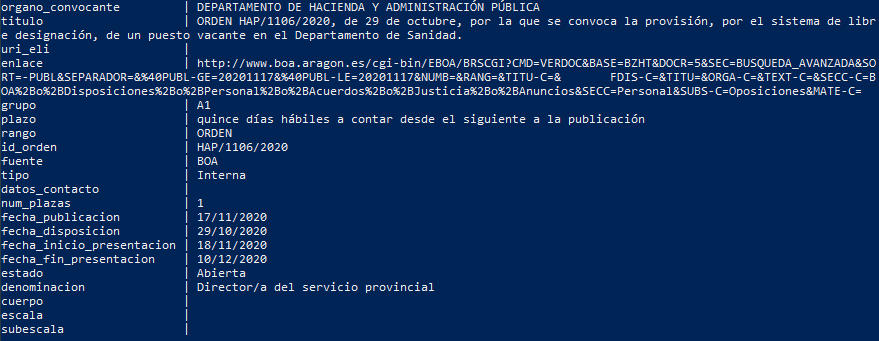 organo_convocante | DEPARTAMENTO DE HACIENDA Y ADMINISTRACIÓN PÚBLICA
titulo | ORDEN HAP/1106/2020, de 29 de octubre, por la que se convoca la provisión, por el sistema de libr
e designación, de un puesto vacante en el Departamento de Sanidad.
uri_eli |
enlace | http://www.boa.aragon.es/cgi-bin/EBOA/BRSCGI?CMD=VERDOC&BASE=BZHT&DOCR=5&SEC=BUSQUEDA_AVANZADA&SO
RT=-PUBL&SEPARADOR=&%40PUBL-GE=20201117&%40PUBL-LE=20201117&NUMB=&RANG=&TITU-C=& FDIS-C=&TITU=&ORGA-C=&TEXT-C=&SECC-C=B
OA%2Bo%2BDisposiciones%2Bo%2BPersonal%2Bo%2BAcuerdos%2Bo%2BJusticia%2Bo%2BAnuncios&SECC=Personal&SUBS-C=Oposiciones&MATE-C=
grupo | A1
plazo | quince días hábiles a contar desde el siguiente a la publicación
rango | ORDEN
id_orden | HAP/1106/2020
fuente | BOA
tipo | Interna
datos_contacto |
num_plazas | 1
fecha_publicacion | 17/11/2020
fecha_disposicion | 29/10/2020
fecha_inicio_presentacion | 18/11/2020
fecha_fin_presentacion | 10/12/2020
estado | Abierta
denominacion | Director/a del servicio provincial
cuerpo |
escala |
subescala |